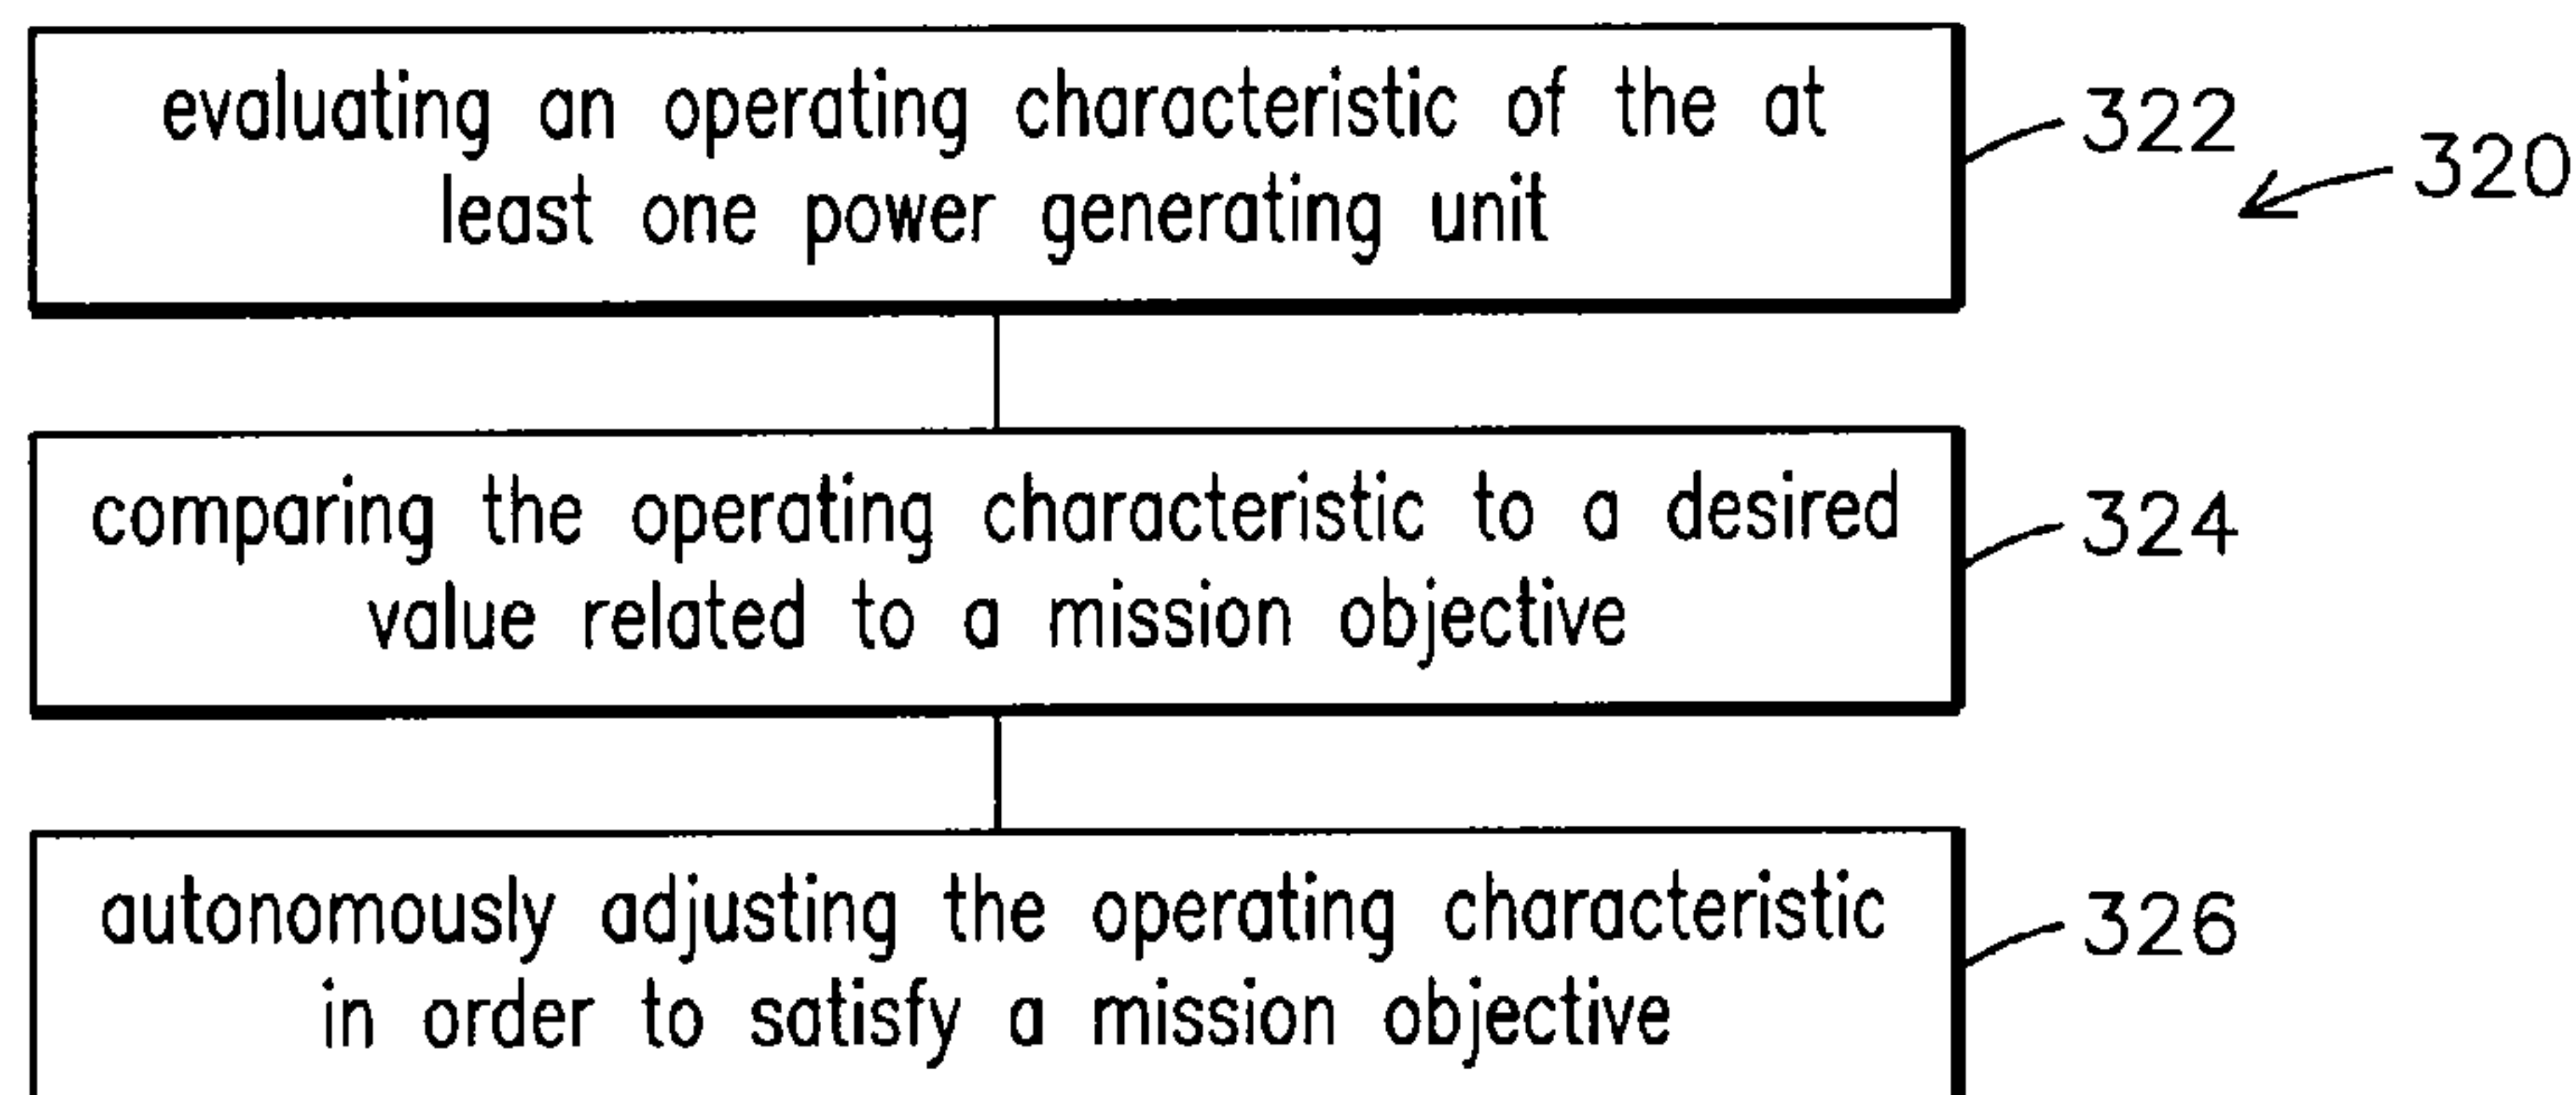 evaluating an operating characteristic of the at
least one power generating unit
322
320
comparing the operating characteristic to a desired
value related to a mission objective
324
autonomously adjusting the operating characteristic
in order to satisfy a mission objective
326